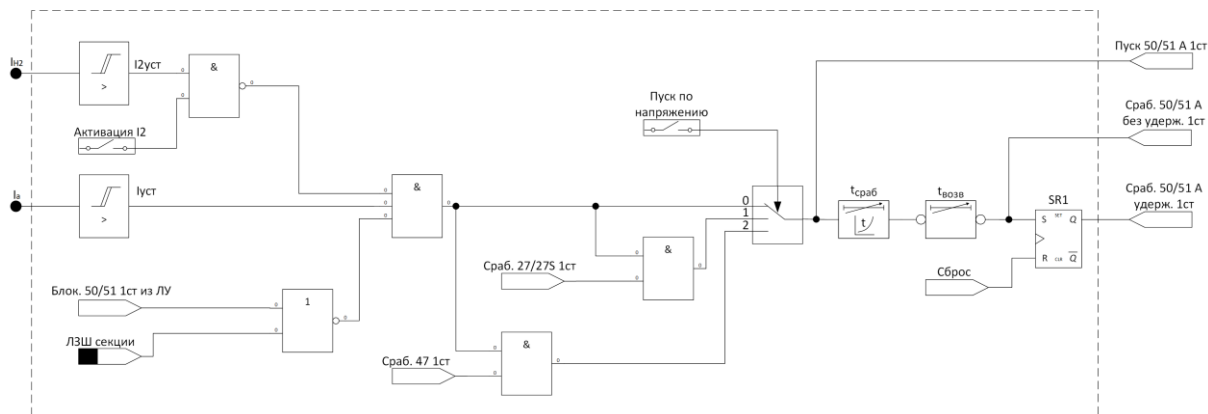 Iн2
>
I2уст
&
Активация I2
Iа
>
Iуст
&
Блок. 50/51 1ст из ЛУ
1
ЛЗШ секции
Сраб. 27/27S 1ст
&
Сраб. 47 1ст
&
Пуск по
напряжению
0
1
2
tсраб
t
tвозв
SR1
S SET Q
R CLR Q
Сброс
Пуск 50/51 А 1ст
Сраб. 50/51 А
без удерж. 1ст
Сраб. 50/51 А
удерж. 1ст